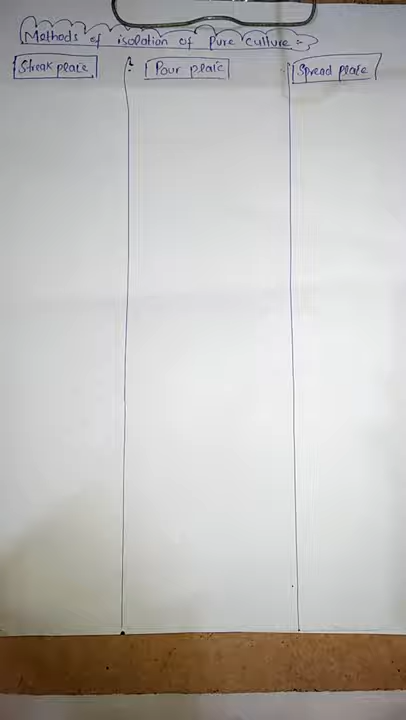 Methods of isolation of Pure Culture :-
Streak plate
Pour plate
Spread plate